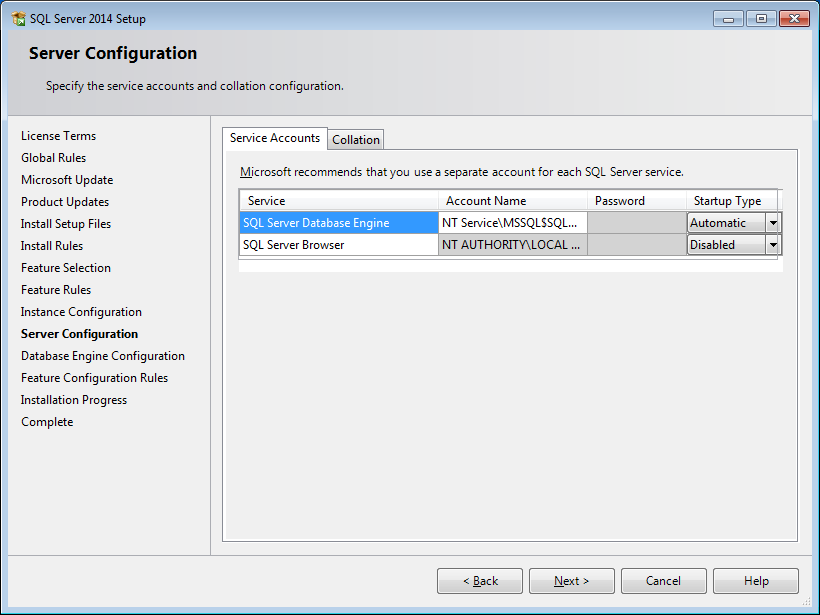 SQL Server 2014 Setup
Server Configuration
Specify the service accounts and collation configuration.
License Terms
Global Rules
Microsoft Update
Product Updates
Install Setup Files
Install Rules
Feature Selection
Feature Rules
Instance Configuration
Server Configuration
Database Engine Configuration
Feature Configuration Rules
Installation Progress
Complete
Service Accounts Collation
Microsoft recommends that you use a separate account for each SQL Server service.
Service Account Name Password Startup Type
SQL Server Database Engine NT Service\MSSQL$SQL... Automatic
SQL Server Browser NT AUTHORITY\LOCAL ... Disabled
< Back Next > Cancel Help